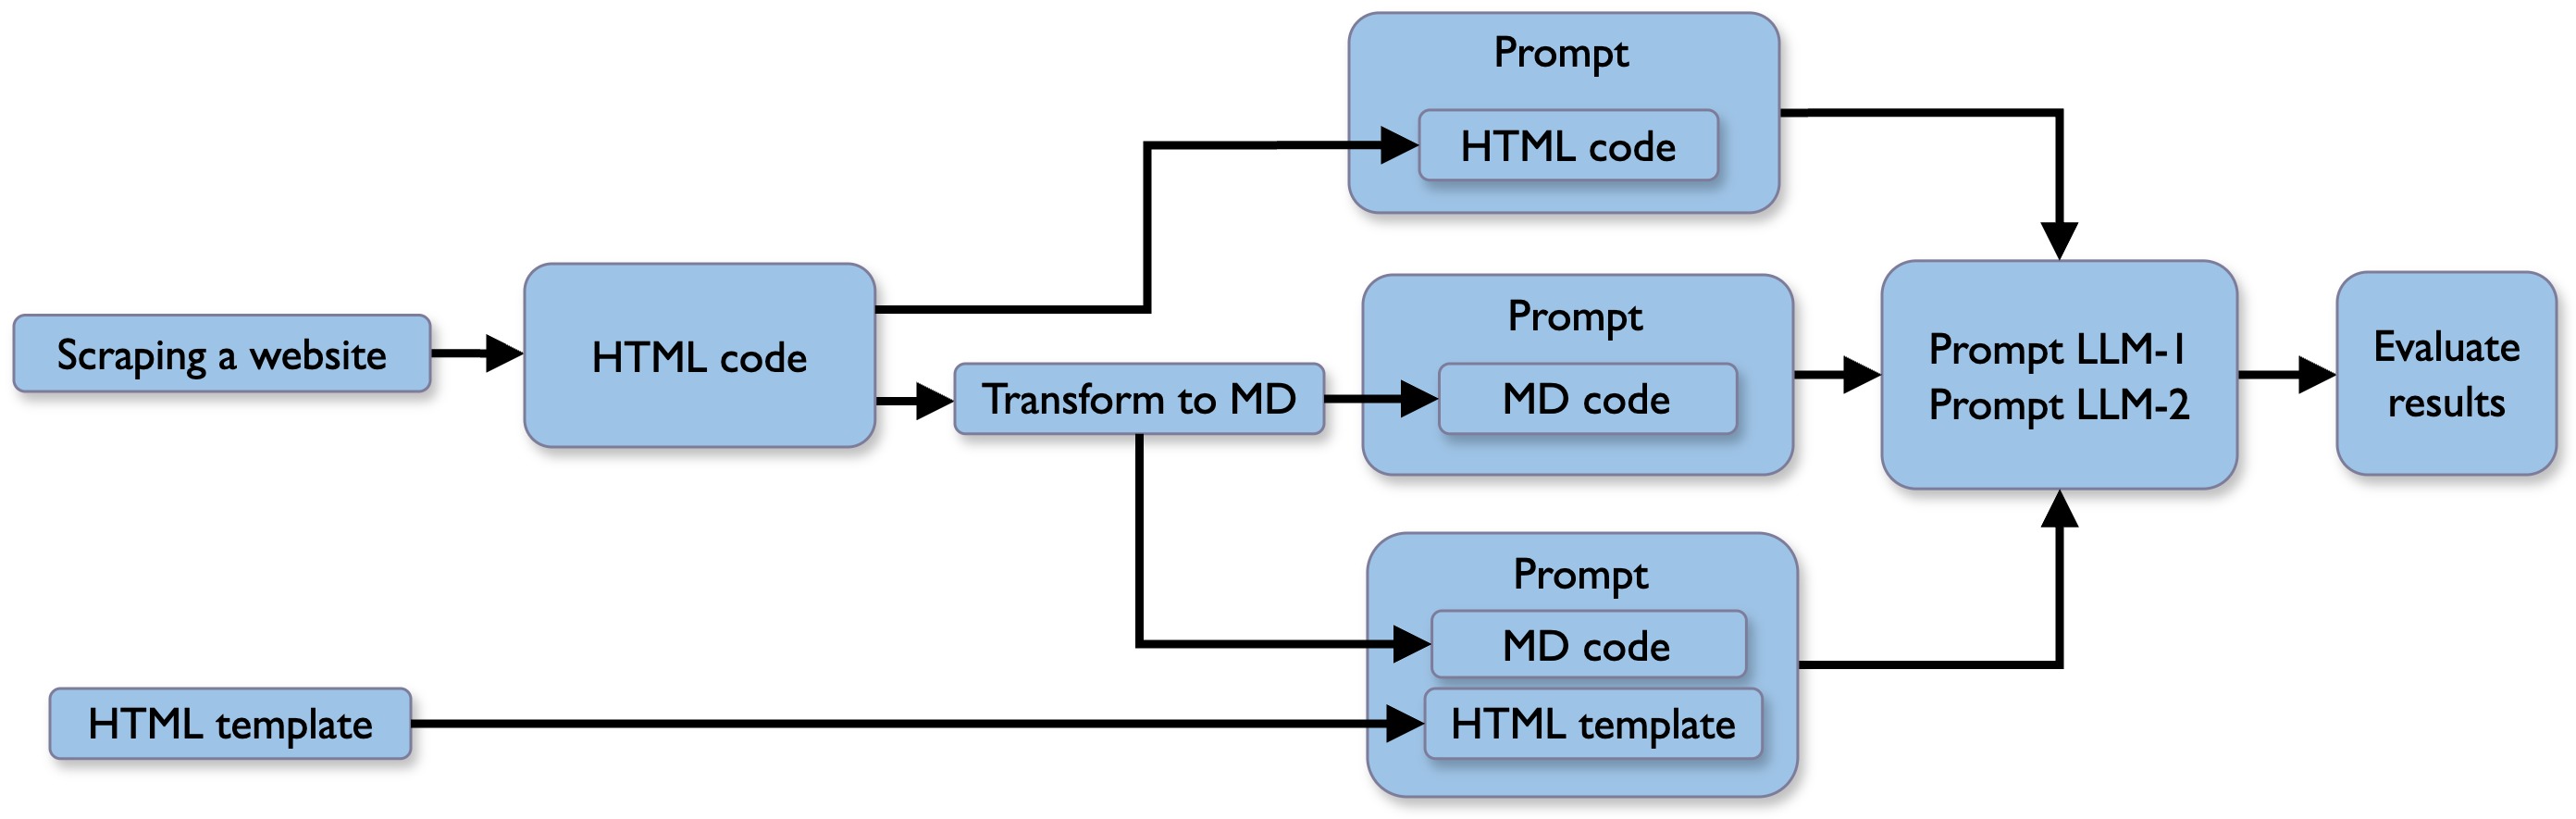 Scraping a website
HTML code
Transform to MD
Prompt
HTML code
Prompt
MD code
Prompt
MD code
HTML template
HTML template
Prompt LLM-1
Prompt LLM-2
Evaluate
results